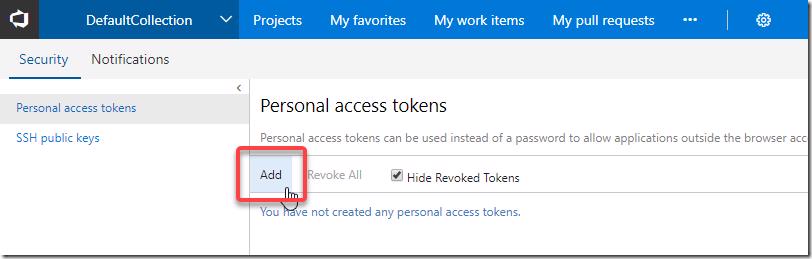 DefaultCollection Projects My favorites My work items My pull requests
Security Notifications
Personal access tokens
SSH public keys
Personal access tokens
Personal access tokens can be used instead of a password to allow applications outside the browser acc
Add Revoke All Hide Revoked Tokens
You have not created any personal access tokens.